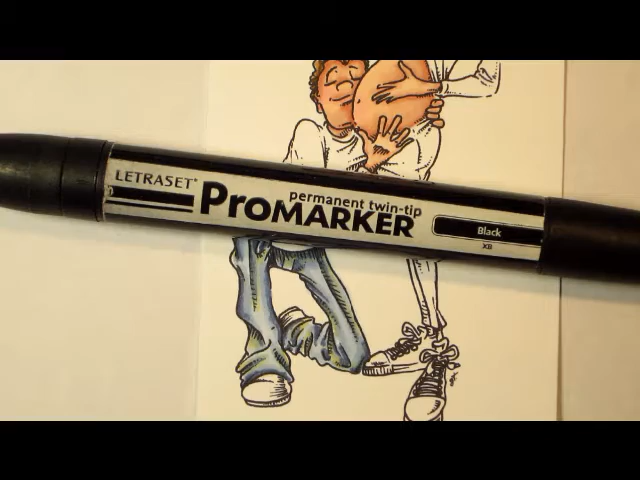 LETRASET®
permanent twin-tip
PROMARKER
Black
XB